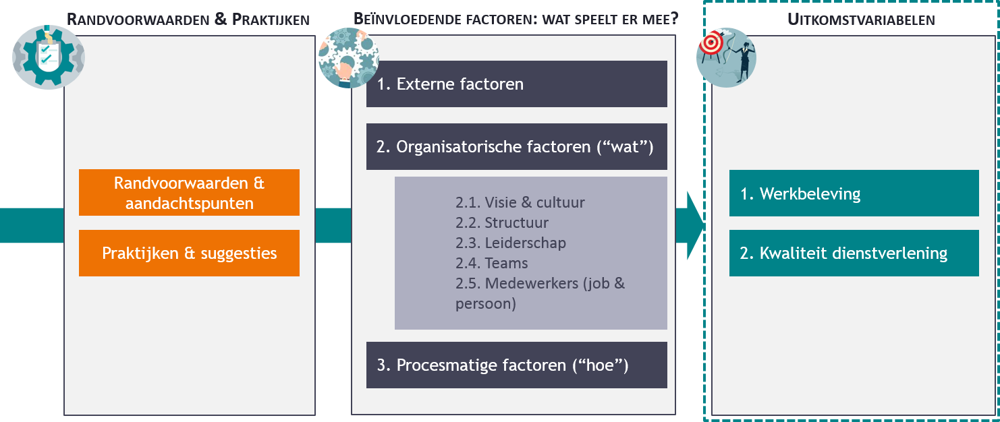 RANDVOORWAARDEN & PRAKTIJKEN
Randvoorwaarden &
aandachtspunten
Praktijken & suggesties
BEÏNVLOEDENDE FACTOREN: WAT SPEELT ER MEE?
1. Externe factoren
2. Organisatorische factoren (“wat”)
2.1. Visie & cultuur
2.2. Structuur
2.3. Leiderschap
2.4. Teams
2.5. Medewerkers (job &
persoon)
3. Procesmatige factoren (“hoe”)
UITKOMSTVARIABELEN
1. Werkbeleving
2. Kwaliteit dienstverlening